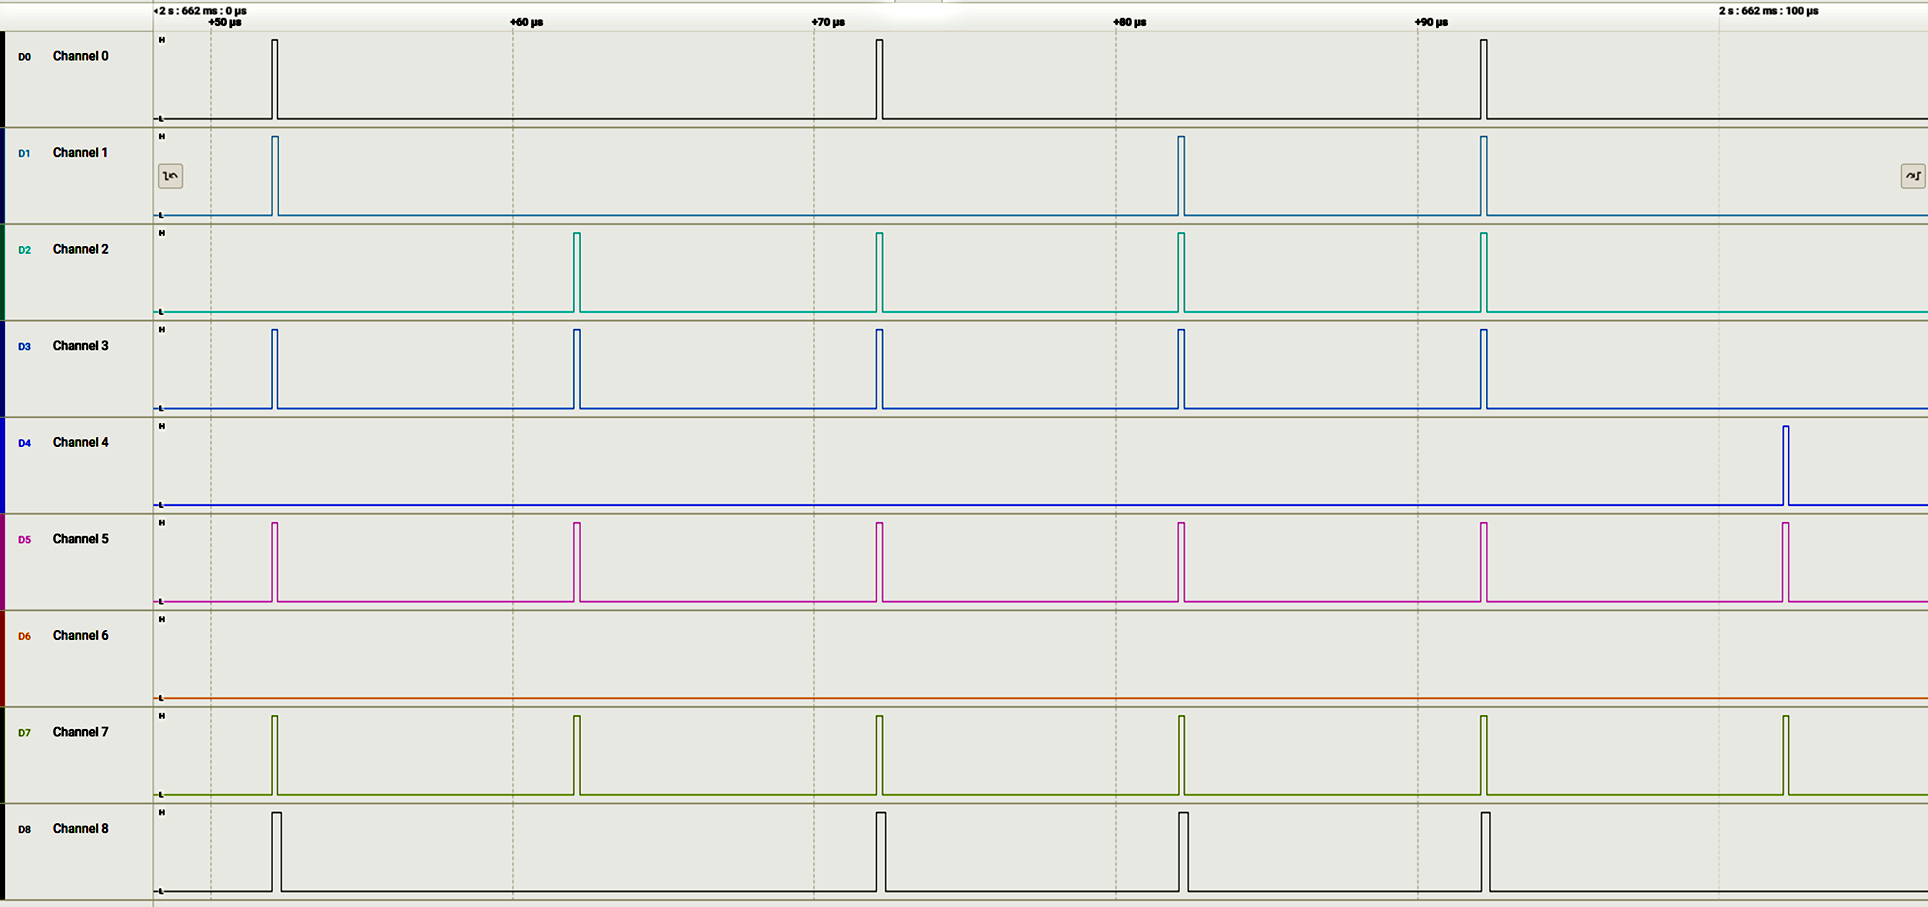 2 s : 662 ms : 0 µs
2 s : 662 ms : 100 µs
+50 µs
+60 µs
+70 µs
+80 µs
+90 µs
H
D0 Channel 0
L
H
D1 Channel 1
L
H
D2 Channel 2
L
H
D3 Channel 3
L
H
D4 Channel 4
L
H
D5 Channel 5
L
H
D6 Channel 6
L
H
D7 Channel 7
L
H
D8 Channel 8
L